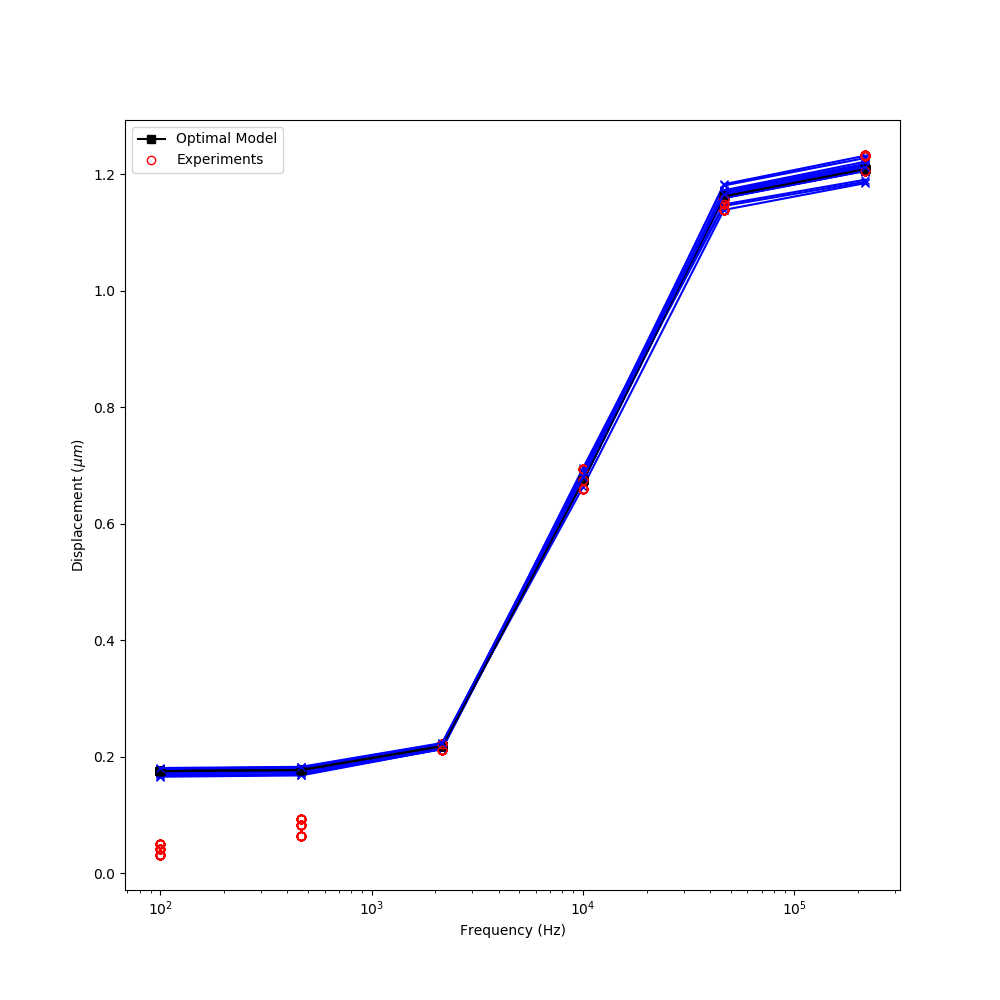 Optimal Model
Experiments
1.2
1.0
0.8
0.6
0.4
0.2
0.0
Displacement (μm)
10²
10³
10⁴
10⁵
Frequency (Hz)